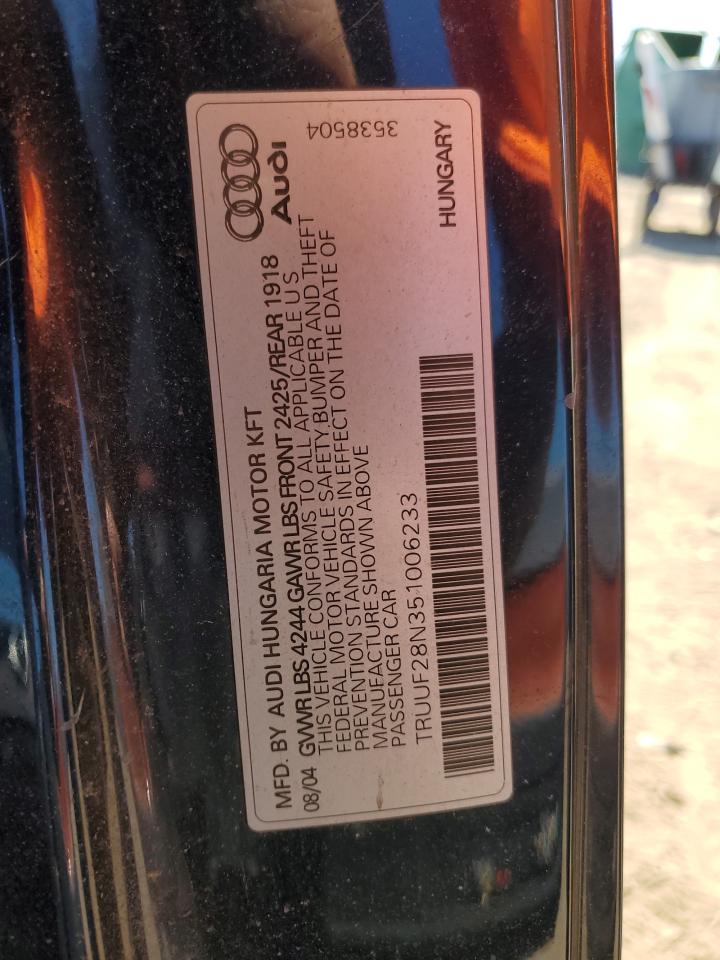 MFD. BY AUDI HUNGARIA MOTOR KFT
08/04 GVWR LBS 4244 GAWR LBS FRONT 2425/REAR 1918
THIS VEHICLE CONFORMS TO ALL APPLICABLE U S
FEDERAL MOTOR VEHICLE SAFETY BUMPER AND THEFT
PREVENTION STANDARDS IN EFFECT ON THE DATE OF
MANUFACTURE SHOWN ABOVE
PASSENGER CAR
TRUUF28N351006233
Audi
3538504
HUNGARY